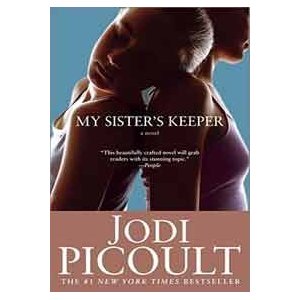 MY SISTER'S KEEPER
a novel
"This beautifully crafted novel will grab
readers with its stunning topic."
—People
JODI
PICOULT
THE #1 NEW YORK TIMES BESTSELLER